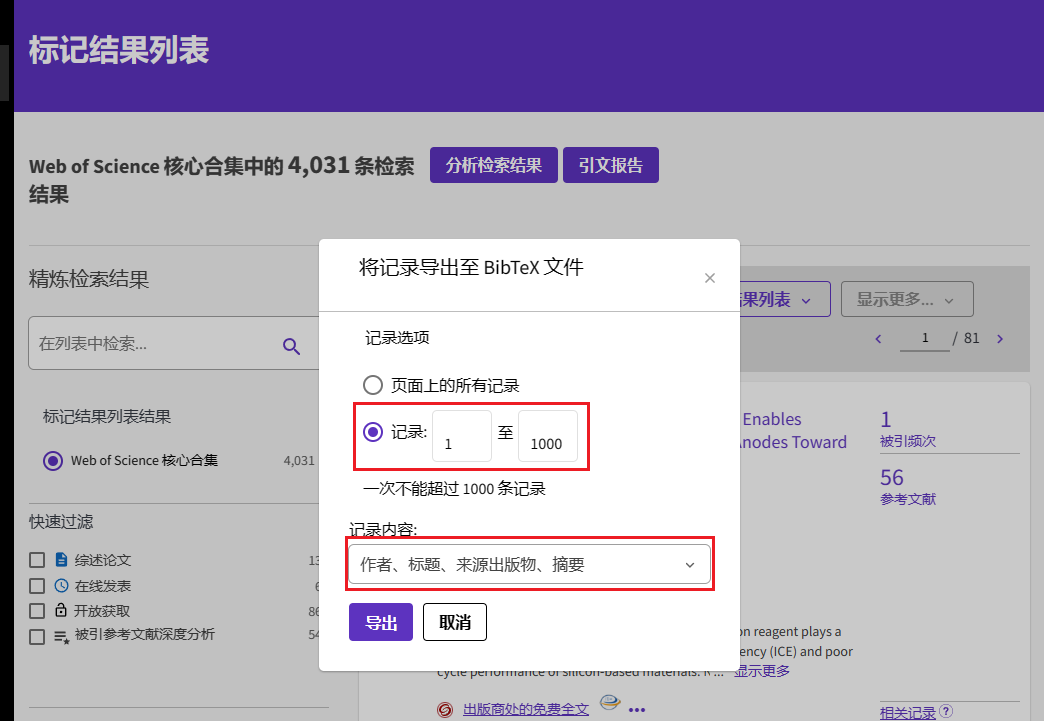 标记结果列表
Web of Science 核心合集中的 4,031 条检索
结果
分析检索结果
引文报告
精炼检索结果
在列表中检索...
标记结果列表结果
Web of Science 核心合集
4,031
快速过滤
综述论文
在线发表
开放获取
被引参考文献深度分析
将记录导出至 BibTeX 文件
×
记录选项
页面上的所有记录
记录: 1 至 1000
一次不能超过 1000 条记录
记录内容:
作者、标题、来源出版物、摘要
导出
取消
果列表
显示更多...
1 / 81
Enables
nodes Toward
1
被引频次
56
参考文献
on reagent plays a
ency (ICE) and poor
cycle performance of silicon-based materials.
... 显示更多
出版商处的免费全文
相关记录 ?